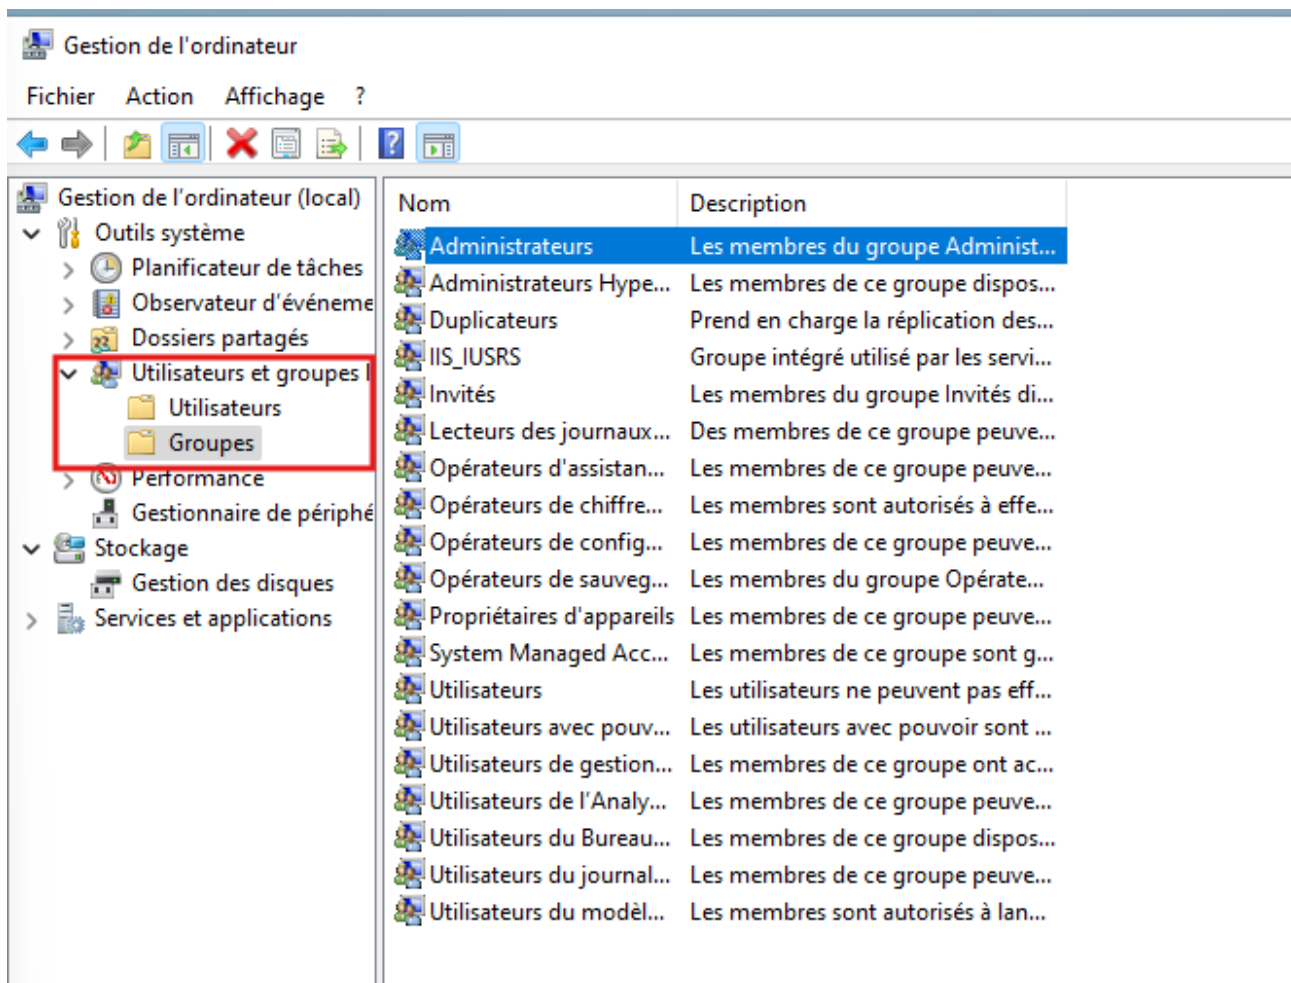 Gestion de l'ordinateur
Fichier Action Affichage ?
Gestion de l'ordinateur (local)
Outils système
Planificateur de tâches
Observateur d'événeme
Dossiers partagés
Utilisateurs et groupes l
Utilisateurs
Groupes
Performance
Gestionnaire de périphé
Stockage
Gestion des disques
Services et applications
Nom Description
Administrateurs Les membres du groupe Administ...
Administrateurs Hype... Les membres de ce groupe dispos...
Duplicateurs Prend en charge la réplication des...
IIS_IUSRS Groupe intégré utilisé par les servi...
Invités Les membres du groupe Invités di...
Lecteurs des journaux... Des membres de ce groupe peuve...
Opérateurs d'assistan... Les membres de ce groupe peuve...
Opérateurs de chiffre... Les membres sont autorisés à effe...
Opérateurs de config... Les membres de ce groupe peuve...
Opérateurs de sauveg... Les membres du groupe Opérate...
Propriétaires d'appareils Les membres de ce groupe peuve...
System Managed Acc... Les membres de ce groupe sont g...
Utilisateurs Les utilisateurs ne peuvent pas eff...
Utilisateurs avec pouv... Les utilisateurs avec pouvoir sont ...
Utilisateurs de gestion... Les membres de ce groupe ont ac...
Utilisateurs de l'Analy... Les membres de ce groupe peuve...
Utilisateurs du Bureau... Les membres de ce groupe dispos...
Utilisateurs du journal... Les membres de ce groupe peuve...
Utilisateurs du modèl... Les membres sont autorisés à lan...